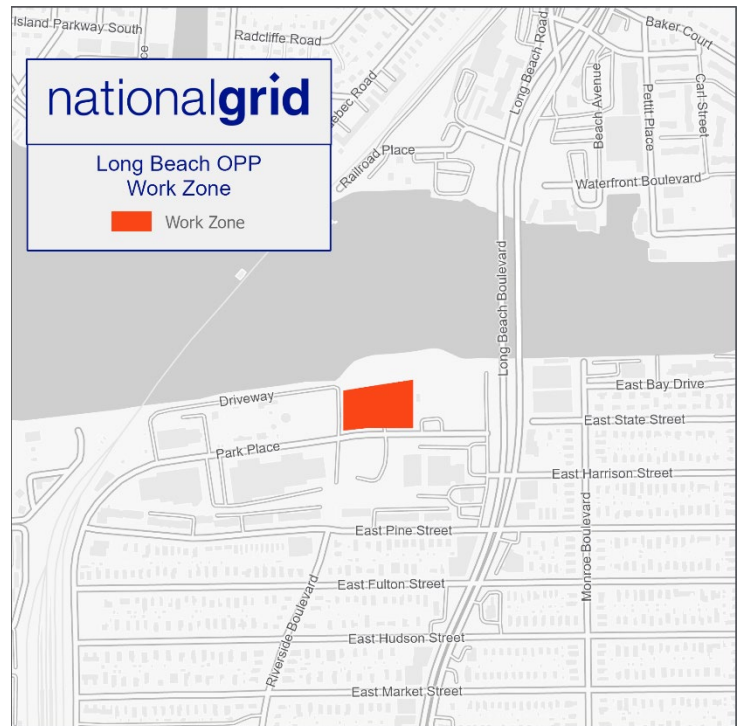 Island Parkway South
Radcliffe Road
Baker Court
Long Beach Road
nationalgrid
Long Beach OPP
Work Zone
Work Zone
Railroad Place
Beach Avenue
Pettit Place
Carl Street
Waterfront Boulevard
Long Beach Boulevard
Driveway
East Bay Drive
East State Street
Park Place
East Harrison Street
East Pine Street
Monroe Boulevard
East Fulton Street
Riverside Boulevard
East Hudson Street
East Market Street